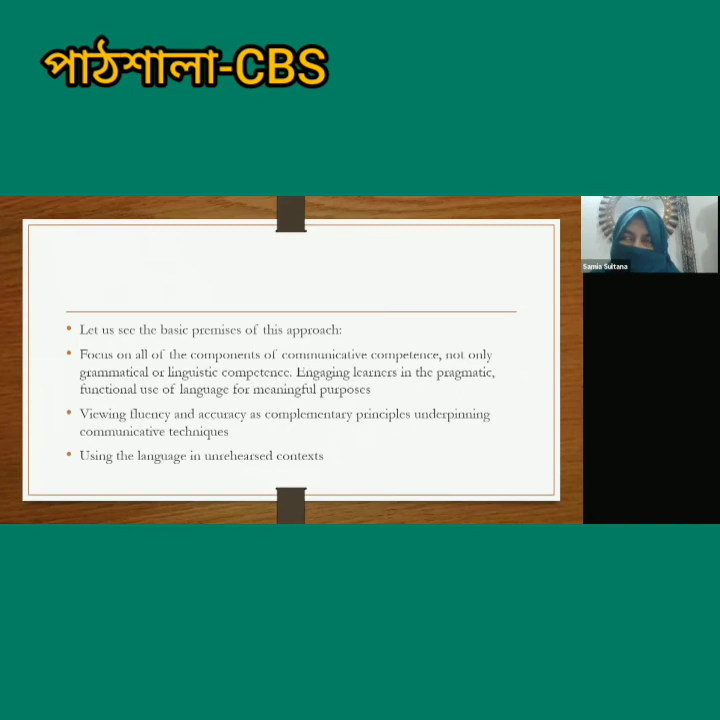 পাঠশালা-CBS
Samia Sultana
• Let us see the basic premises of this approach:
• Focus on all of the components of communicative competence, not only
grammatical or linguistic competence. Engaging learners in the pragmatic,
functional use of language for meaningful purposes
• Viewing fluency and accuracy as complementary principles underpinning
communicative techniques
• Using the language in unrehearsed contexts